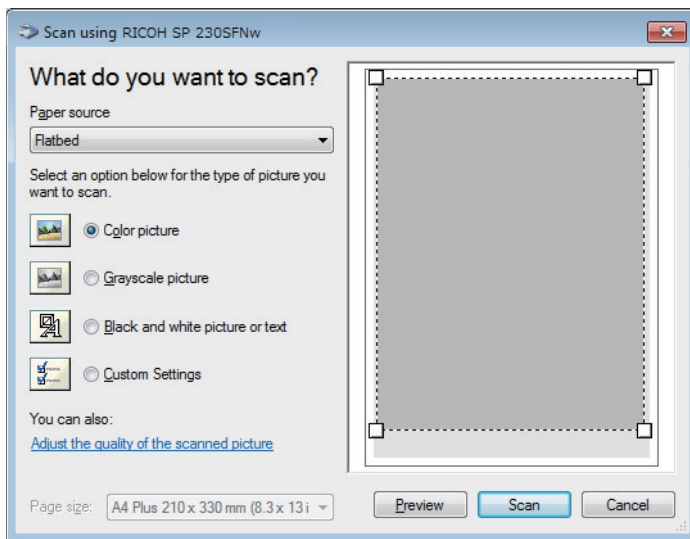 Scan using RICOH SP 230SFNw
What do you want to scan?
Paper source
Flatbed
Select an option below for the type of picture you
want to scan.
Color picture
Grayscale picture
Black and white picture or text
Custom Settings
You can also:
Adjust the quality of the scanned picture
Page size: A4 Plus 210 x 330 mm (8.3 x 13 i
Preview Scan Cancel